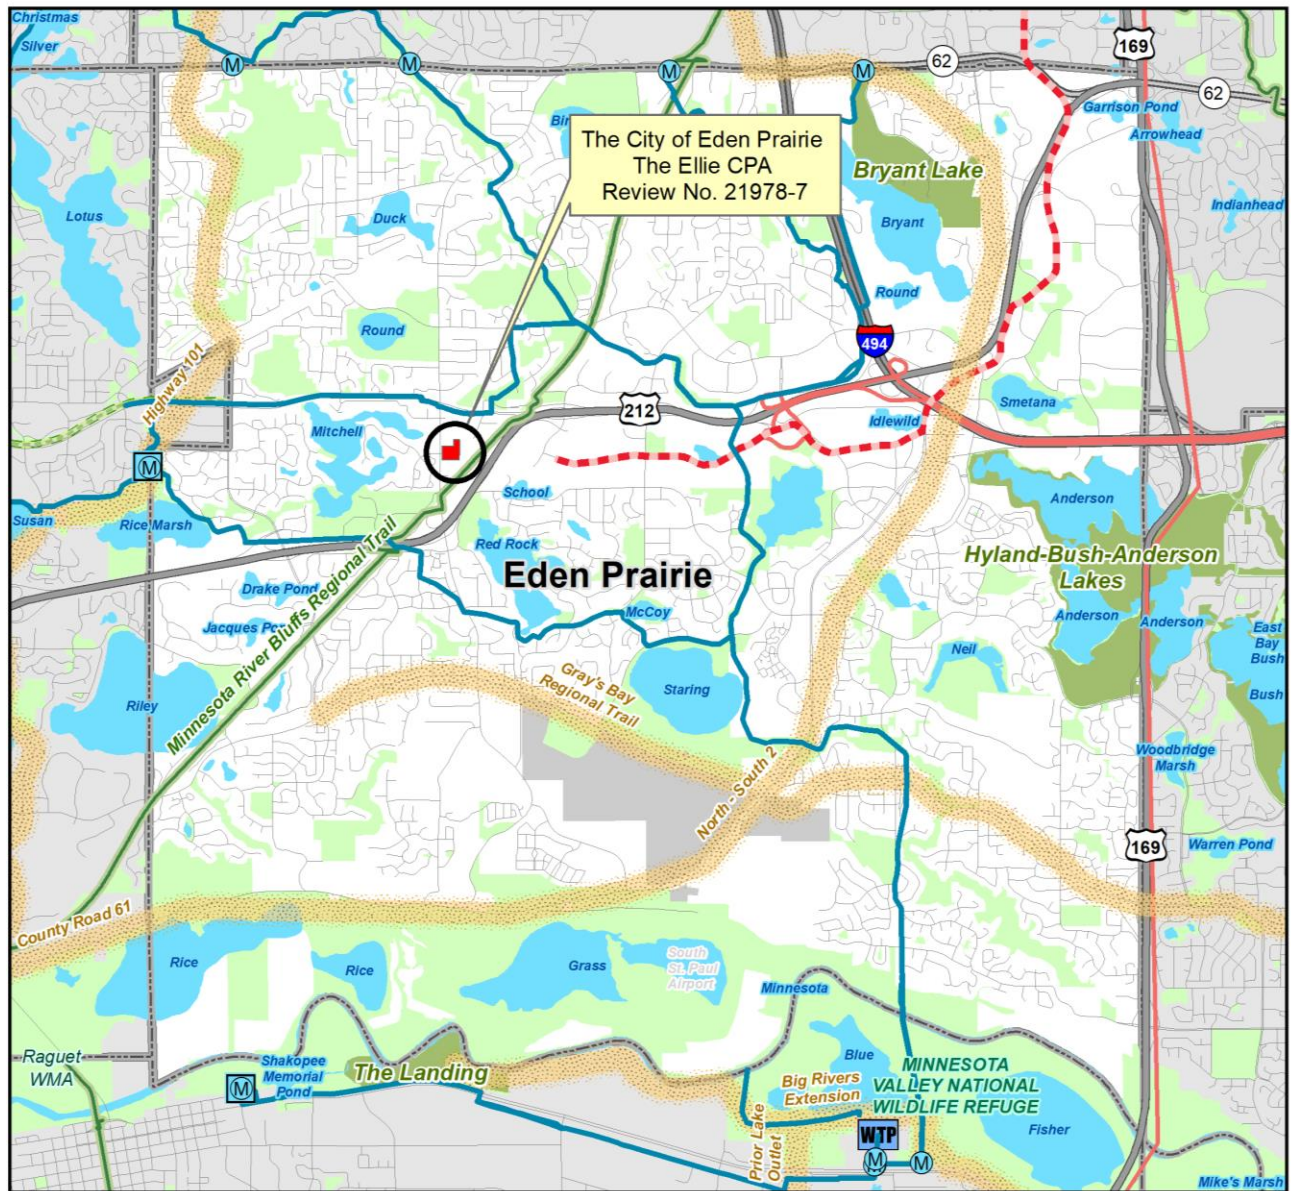 Christmas
Silver
M
M
M
M
62
169
62
Garrison Pond
Arrowhead
The City of Eden Prairie
The Ellie CPA
Review No. 21978-7
Bryant Lake
Lotus
Duck
Bryant
Indianhead
Round
Round
494
Highway 101
212
Smetana
Idlewild
Mitchell
M
School
Anderson
Susan
Rice Marsh
Red Rock
Eden Prairie
Hyland-Bush-Anderson
Lakes
Drake Pond
McCoy
Anderson
Anderson
East
Bay
Bush
Jacques
Minnesota River Bluffs Regional Trail
Neil
Gray's Bay
Regional Trail
Staring
Bush
Riley
Woodbridge
Marsh
North - South 2
169
Warren Pond
County Road 61
Rice
Rice
Grass
South
St. Paul
Airport
Minnesota
Raguet
WMA
Shakopee
Memorial
Pond
M
The Landing
Blue
MINNESOTA
VALLEY NATIONAL
WILDLIFE REFUGE
Big Rivers
Extension
Fisher
Prior Lake
Outlet
WTP
M
M
Mike's Marsh